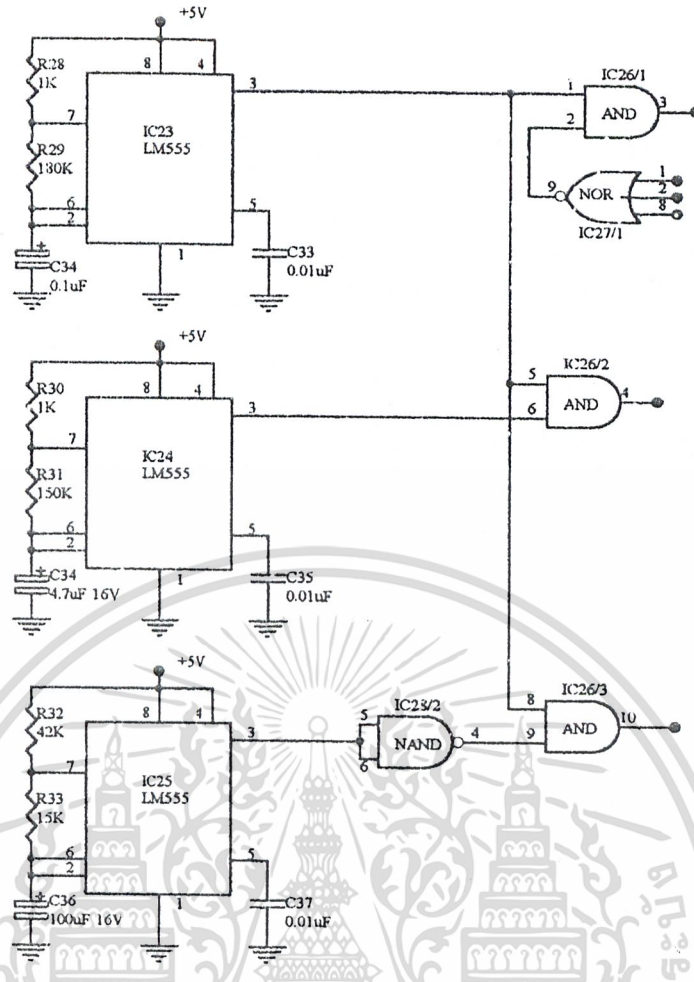 +5V
R28
1K
8
4
3
7
IC23
LM555
R29
180K
6
2
5
1
C34
0.1uF
C33
0.01uF
IC26/1
1
AND
3
2
9
NOR
1
2
8
IC27/1
+5V
R30
1K
8
4
3
7
IC24
LM555
R31
150K
6
2
5
1
C34
4.7uF 16V
C35
0.01uF
IC26/2
5
AND
4
6
+5V
R32
42K
8
4
3
7
IC25
LM555
R33
15K
6
2
5
1
C36
100uF 16V
C37
0.01uF
IC28/2
5
NAND
4
6
IC26/3
8
AND
10
9